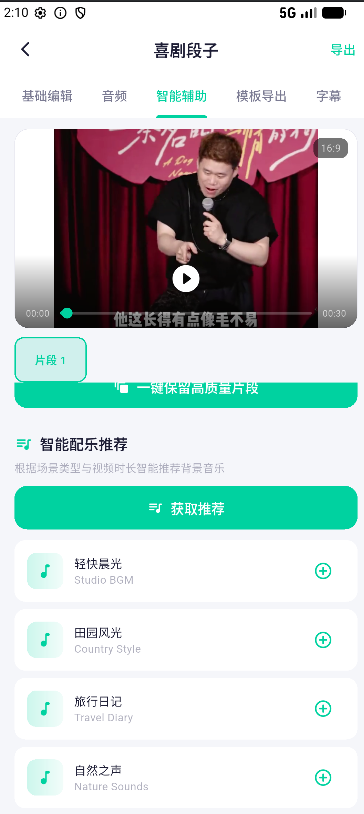 2:10
5G
喜剧段子
导出
基础编辑
音频
智能辅助
模板导出
字幕
16:9
00:00
00:30
他这长得有点像毛不易
片段 1
一键保留高质量片段
智能配乐推荐
根据场景类型与视频时长智能推荐背景音乐
获取推荐
轻快晨光
Studio BGM
田园风光
Country Style
旅行日记
Travel Diary
自然之声
Nature Sounds